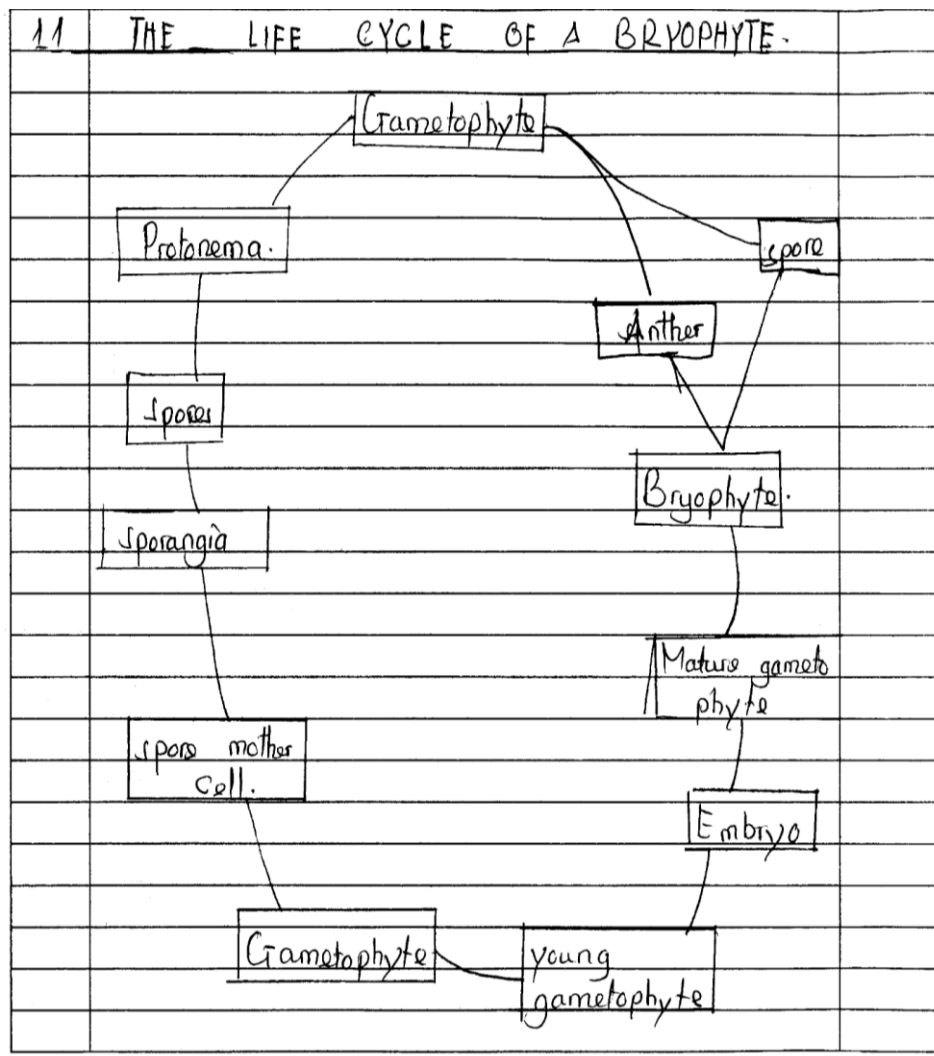 11 THE LIFE CYCLE OF A BRYOPHYTE.
Gametophyte
Protonema.
spore
Anther
spores
Bryophyte.
sporangia
Mature gameto
phyte
spore mother
cell.
Embryo
Gametophyte
young
gametophyte